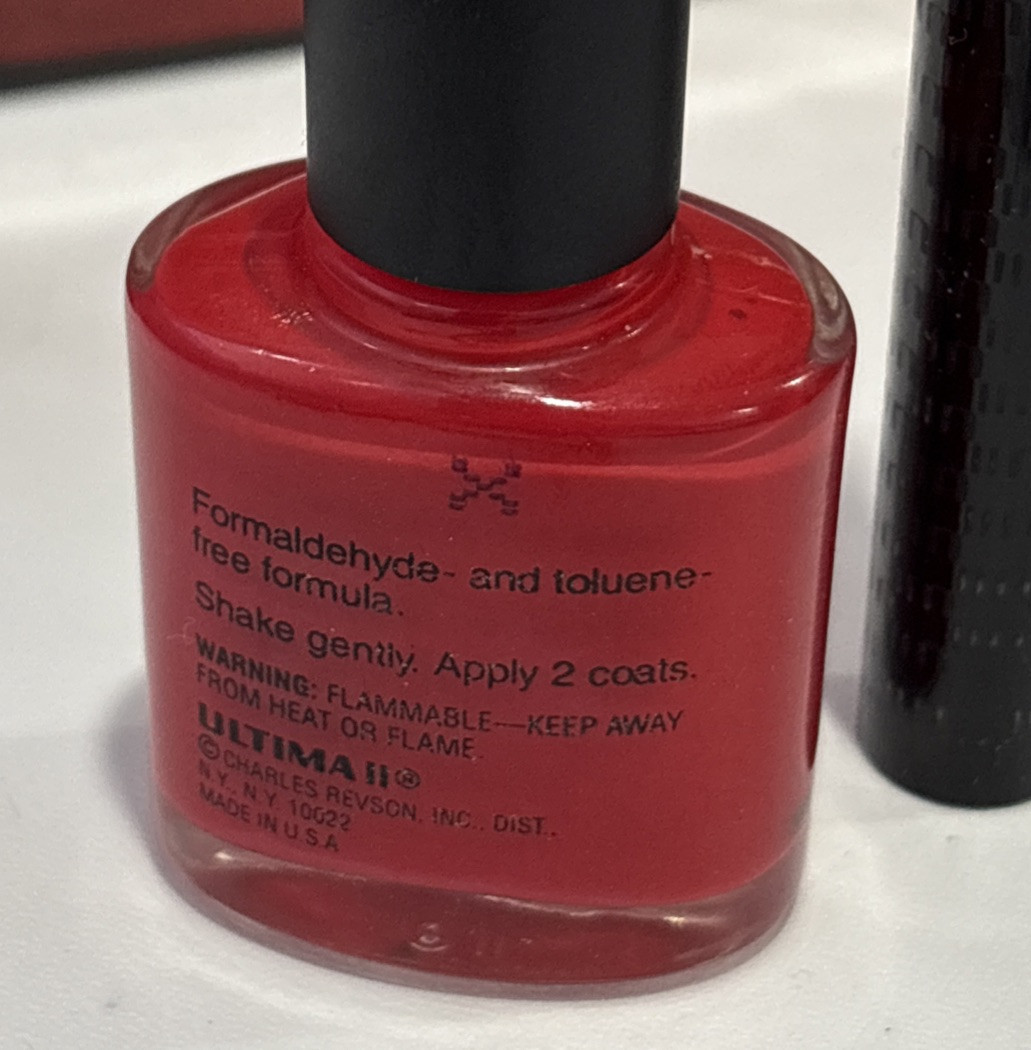 Formaldehyde- and toluene-
free formula.
Shake gently. Apply 2 coats.
WARNING: FLAMMABLE—KEEP AWAY
FROM HEAT OR FLAME.
ULTIMA II®
© CHARLES REVSON, INC., DIST.,
N.Y., N.Y. 10022
MADE IN U.S.A